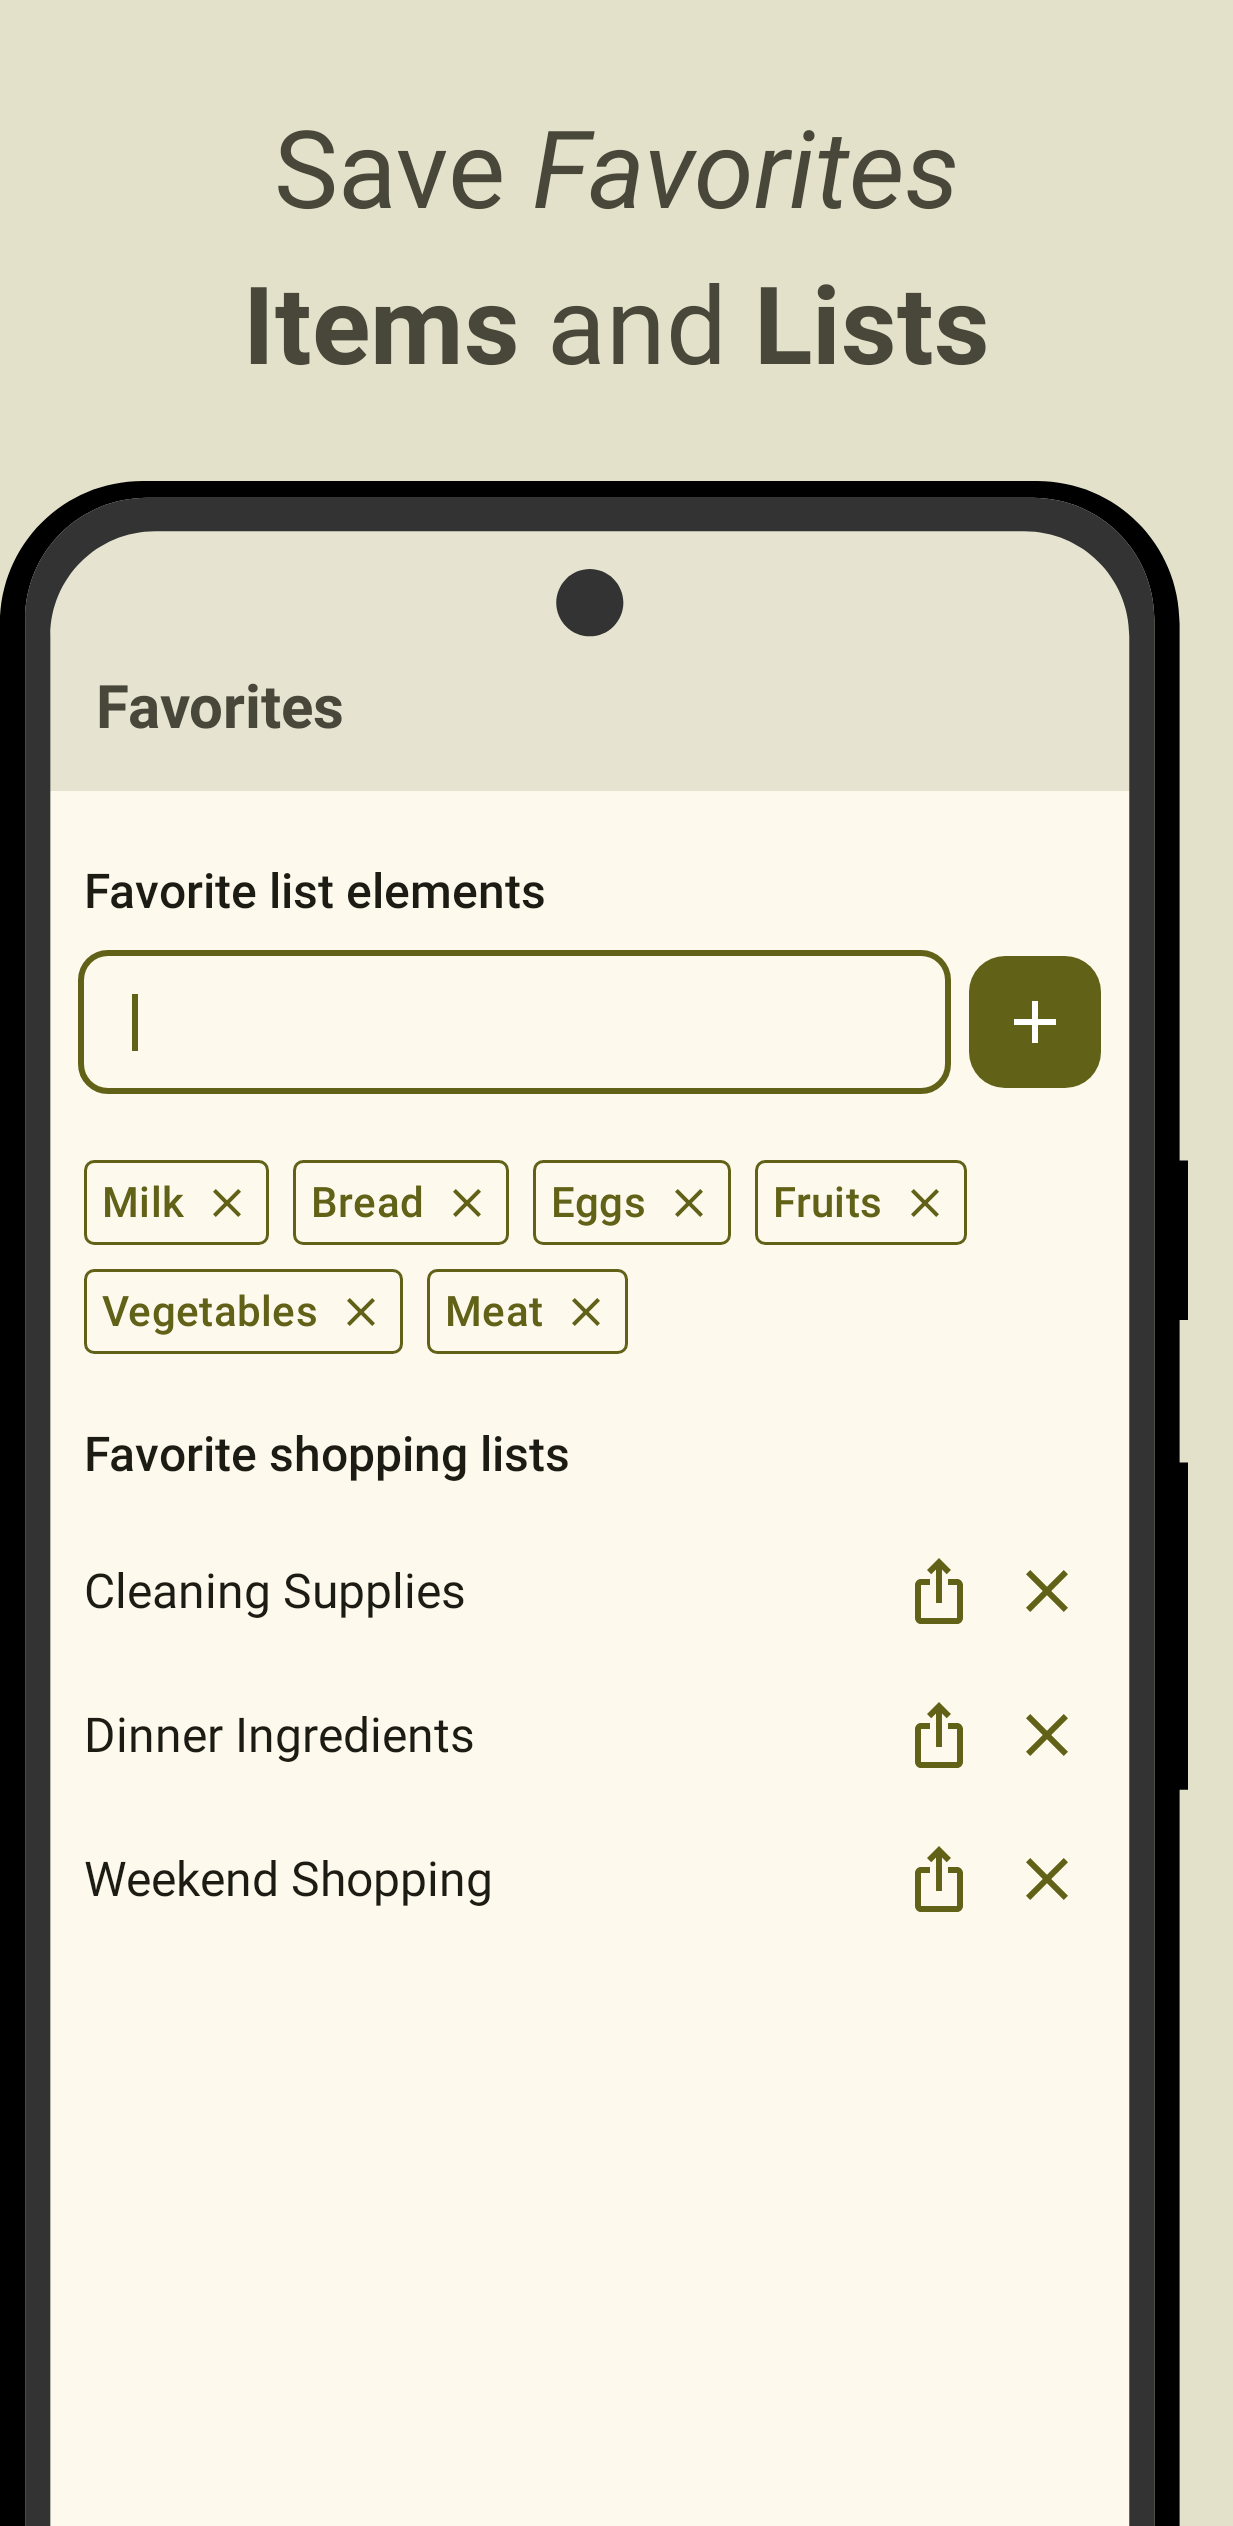 Save Favorites
Items and Lists
Favorites
Favorite list elements
Milk Bread Eggs Fruits
Vegetables Meat
Favorite shopping lists
Cleaning Supplies
Dinner Ingredients
Weekend Shopping